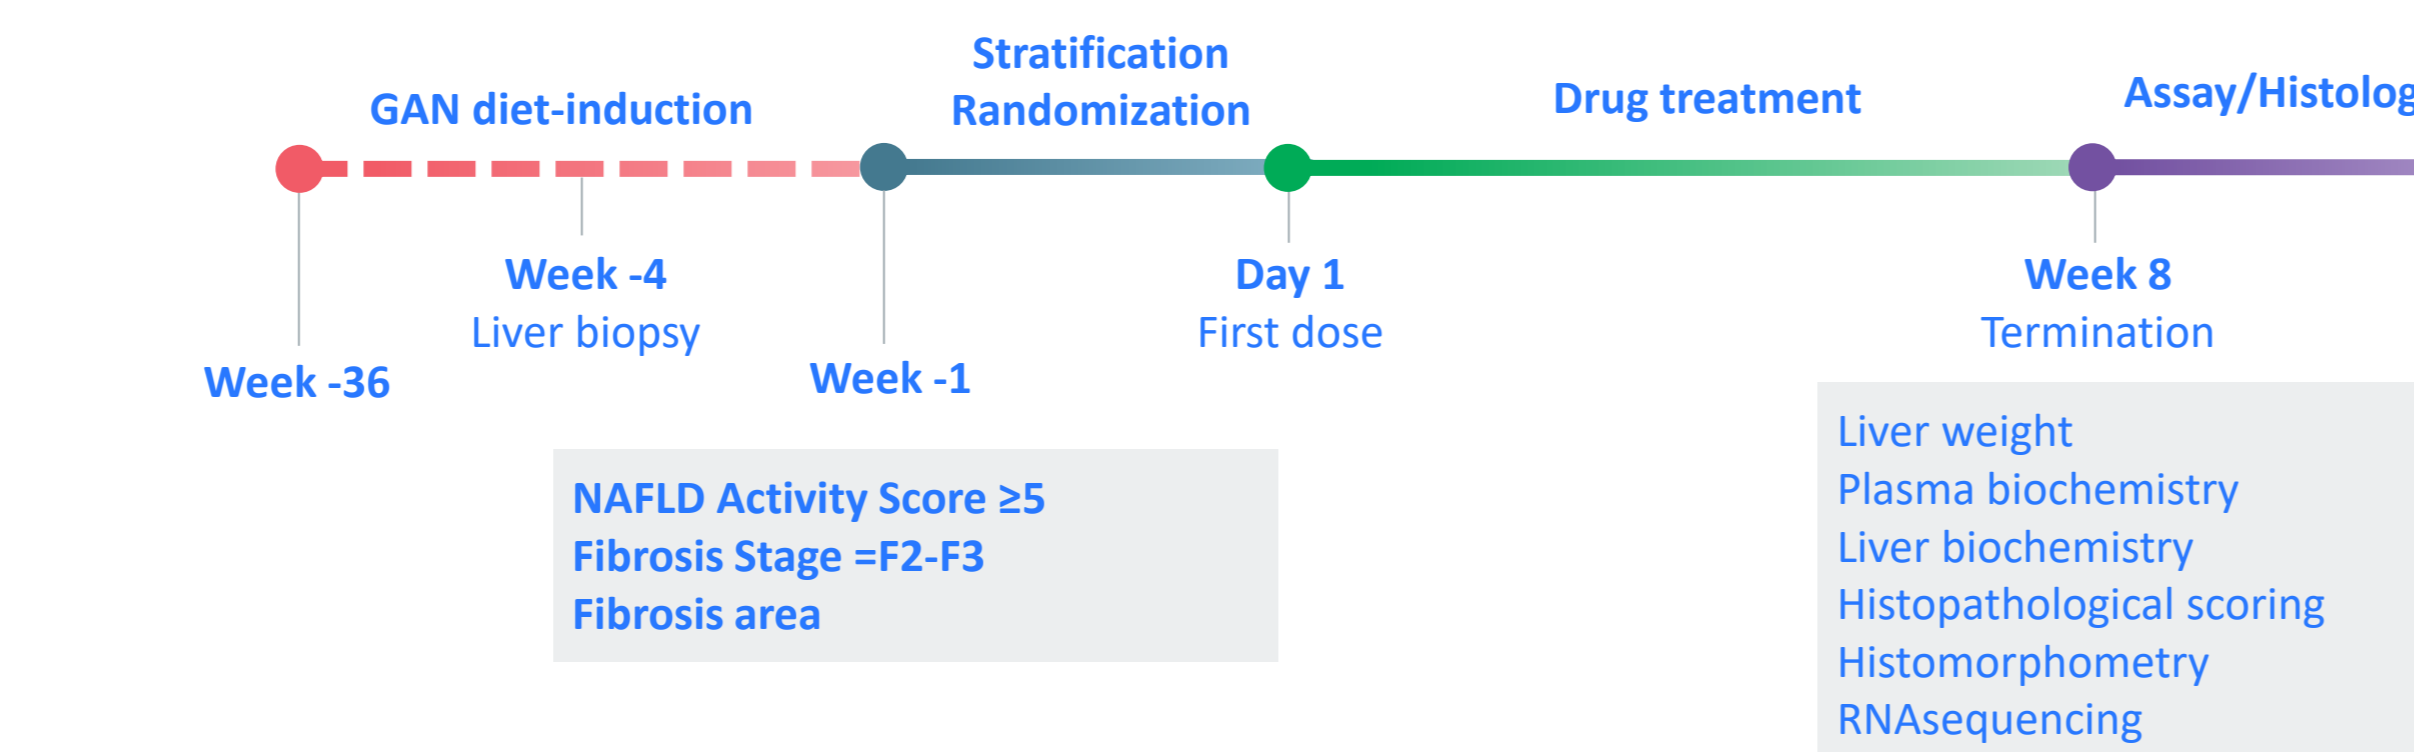 Stratification
Randomization
GAN diet-induction
Drug treatment
Assay/Histolog
Week -36
Week -4
Liver biopsy
Week -1
Day 1
First dose
Week 8
Termination
NAFLD Activity Score ≥5
Fibrosis Stage =F2-F3
Fibrosis area
Liver weight
Plasma biochemistry
Liver biochemistry
Histopathological scoring
Histomorphometry
RNAsequencing